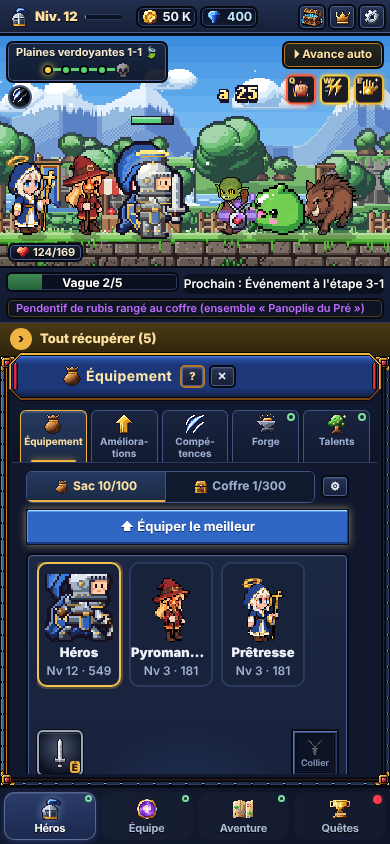 Niv. 12
50 K
400
Plaines verdoyantes 1-1
Avance auto
a 25
Q
W
E
124/169
Vague 2/5
Prochain : Événement à l'étape 3-1
Pendentif de rubis rangé au coffre (ensemble « Panoplie du Pré »)
Tout récupérer (5)
Équipement
?
Équipement
Améliora-
tions
Compé-
tences
Forge
Talents
Sac 10/100
Coffre 1/300
Équiper le meilleur
Héros
Nv 12 · 549
Pyroman...
Nv 3 · 181
Prêtresse
Nv 3 · 181
E
Collier
Héros
Équipe
Aventure
Quêtes